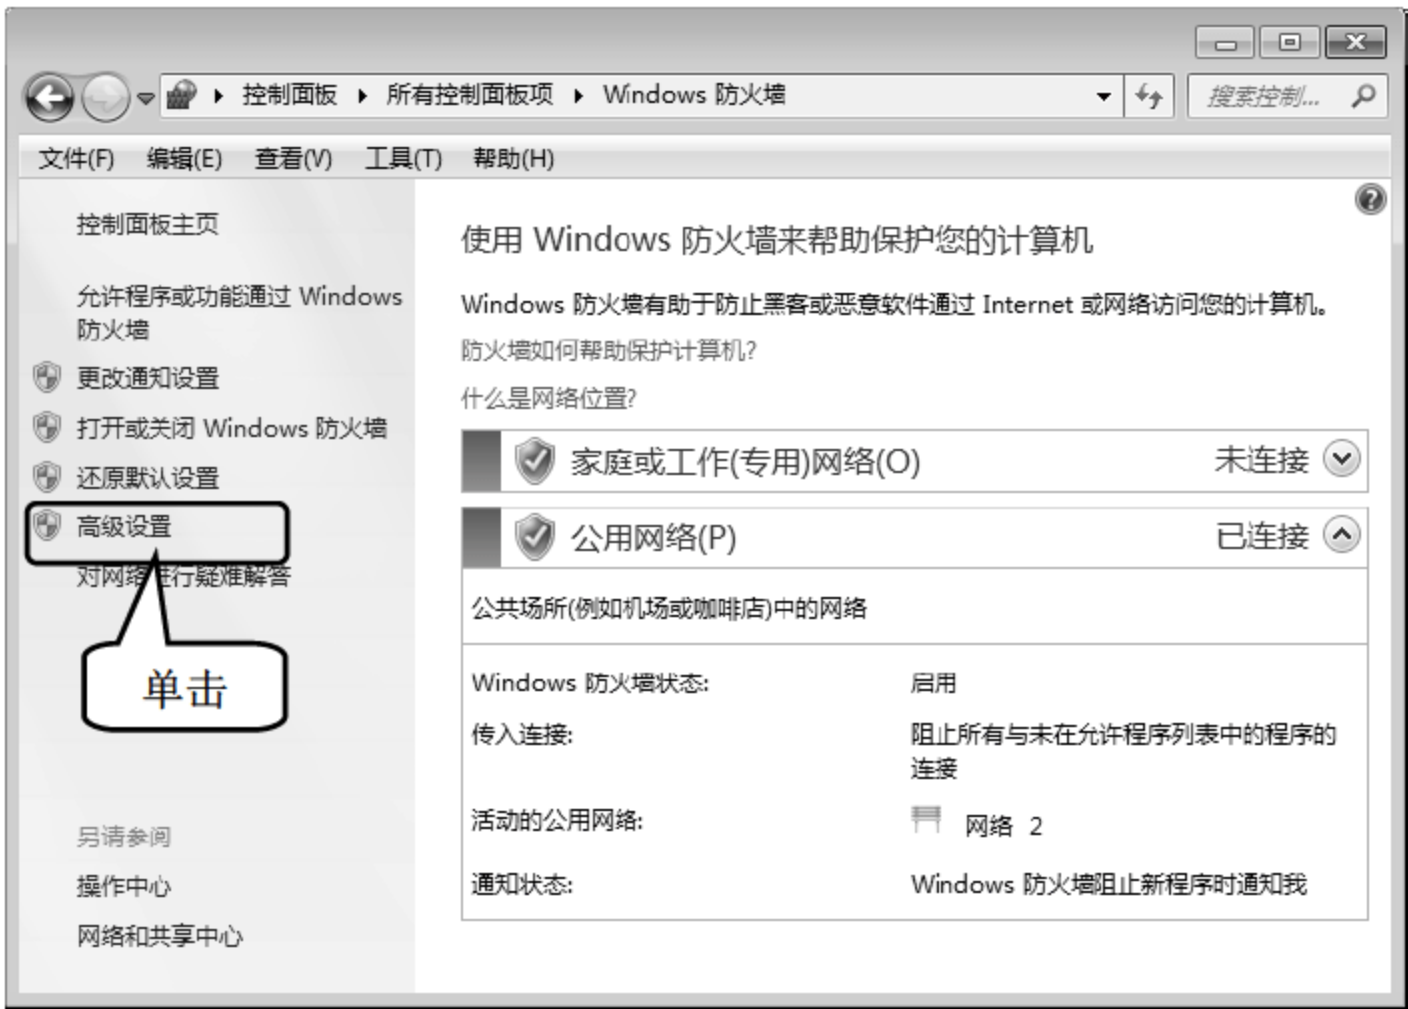 控制面板 ▸ 所有控制面板项 ▸ Windows 防火墙
搜索控制...
文件(F) 编辑(E) 查看(V) 工具(T) 帮助(H)
控制面板主页
允许程序或功能通过 Windows
防火墙
更改通知设置
打开或关闭 Windows 防火墙
还原默认设置
高级设置
对网络进行疑难解答
单击
另请参阅
操作中心
网络和共享中心
使用 Windows 防火墙来帮助保护您的计算机
Windows 防火墙有助于防止黑客或恶意软件通过 Internet 或网络访问您的计算机。
防火墙如何帮助保护计算机?
什么是网络位置?
家庭或工作(专用)网络(O) 未连接
公用网络(P) 已连接
公共场所(例如机场或咖啡店)中的网络
Windows 防火墙状态: 启用
传入连接: 阻止所有与未在允许程序列表中的程序的
连接
活动的公用网络: 网络 2
通知状态: Windows 防火墙阻止新程序时通知我